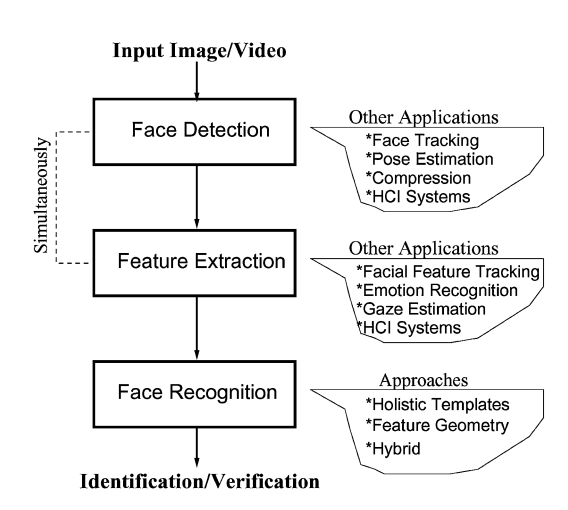 Input Image/Video
Face Detection
Other Applications
*Face Tracking
*Pose Estimation
*Compression
*HCI Systems
Simultaneously
Feature Extraction
Other Applications
*Facial Feature Tracking
*Emotion Recognition
*Gaze Estimation
*HCI Systems
Face Recognition
Approaches
*Holistic Templates
*Feature Geometry
*Hybrid
Identification/Verification